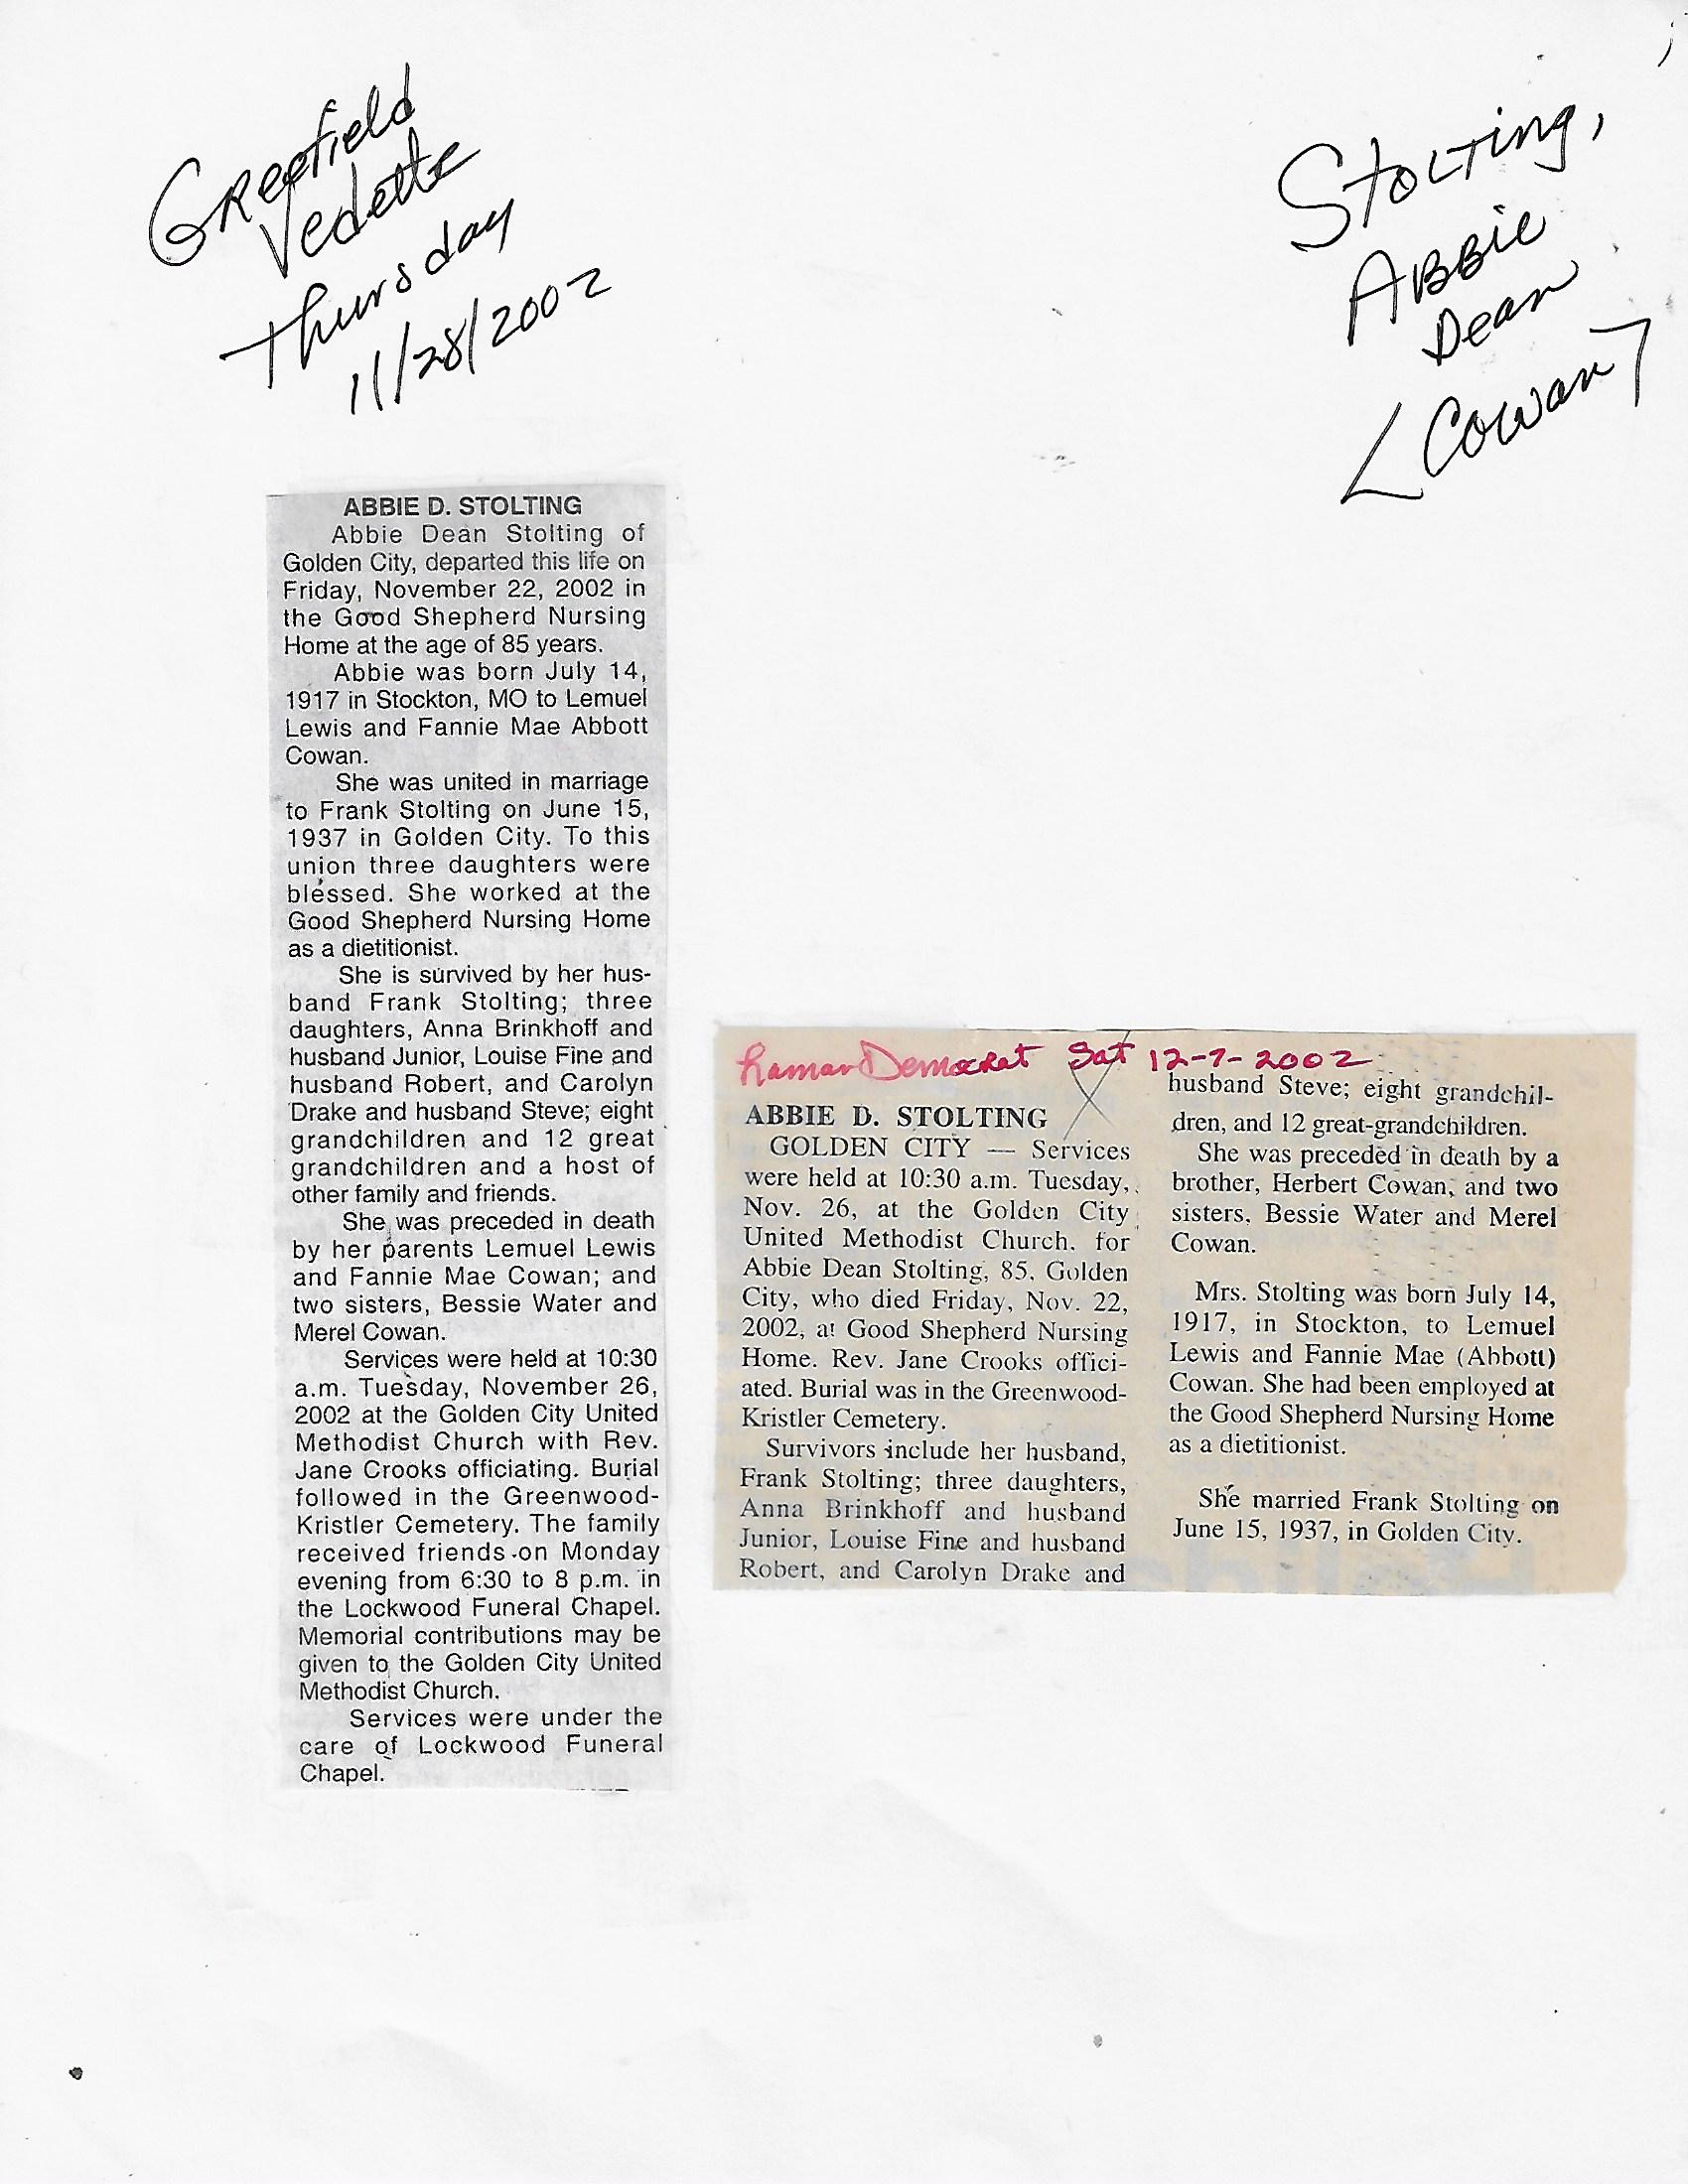 Greefield
Vedette
Thursday
11/28/2002
Stolting,
Abbie
Dean
<Cowan>
ABBIE D. STOLTING
Abbie Dean Stolting of
Golden City, departed this life on
Friday, November 22, 2002 in
the Good Shepherd Nursing
Home at the age of 85 years.
Abbie was born July 14,
1917 in Stockton, MO to Lemuel
Lewis and Fannie Mae Abbott
Cowan.
She was united in marriage
to Frank Stolting on June 15,
1937 in Golden City. To this
union three daughters were
blessed. She worked at the
Good Shepherd Nursing Home
as a dietitionist.
She is survived by her hus-
band Frank Stolting; three
daughters, Anna Brinkhoff and
husband Junior, Louise Fine and
husband Robert, and Carolyn
Drake and husband Steve; eight
grandchildren and 12 great
grandchildren and a host of
other family and friends.
She was preceded in death
by her parents Lemuel Lewis
and Fannie Mae Cowan; and
two sisters, Bessie Water and
Merel Cowan.
Services were held at 10:30
a.m. Tuesday, November 26,
2002 at the Golden City United
Methodist Church with Rev.
Jane Crooks officiating. Burial
followed in the Greenwood-
Kristler Cemetery. The family
received friends on Monday
evening from 6:30 to 8 p.m. in
the Lockwood Funeral Chapel.
Memorial contributions may be
given to the Golden City United
Methodist Church.
Services were under the
care of Lockwood Funeral
Chapel.
Lamar Democrat Sat 12-7-2002
ABBIE D. STOLTING
GOLDEN CITY — Services
were held at 10:30 a.m. Tuesday,
Nov. 26, at the Golden City
United Methodist Church, for
Abbie Dean Stolting, 85, Golden
City, who died Friday, Nov. 22,
2002, at Good Shepherd Nursing
Home. Rev. Jane Crooks offici-
ated. Burial was in the Greenwood-
Kristler Cemetery.
Survivors include her husband,
Frank Stolting; three daughters,
Anna Brinkhoff and husband
Junior, Louise Fine and husband
Robert, and Carolyn Drake and
husband Steve; eight grandchil-
dren, and 12 great-grandchildren.
She was preceded in death by a
brother, Herbert Cowan, and two
sisters, Bessie Water and Merel
Cowan.
Mrs. Stolting was born July 14,
1917, in Stockton, to Lemuel
Lewis and Fannie Mae (Abbott)
Cowan. She had been employed at
the Good Shepherd Nursing Home
as a dietitionist.
She married Frank Stolting on
June 15, 1937, in Golden City.